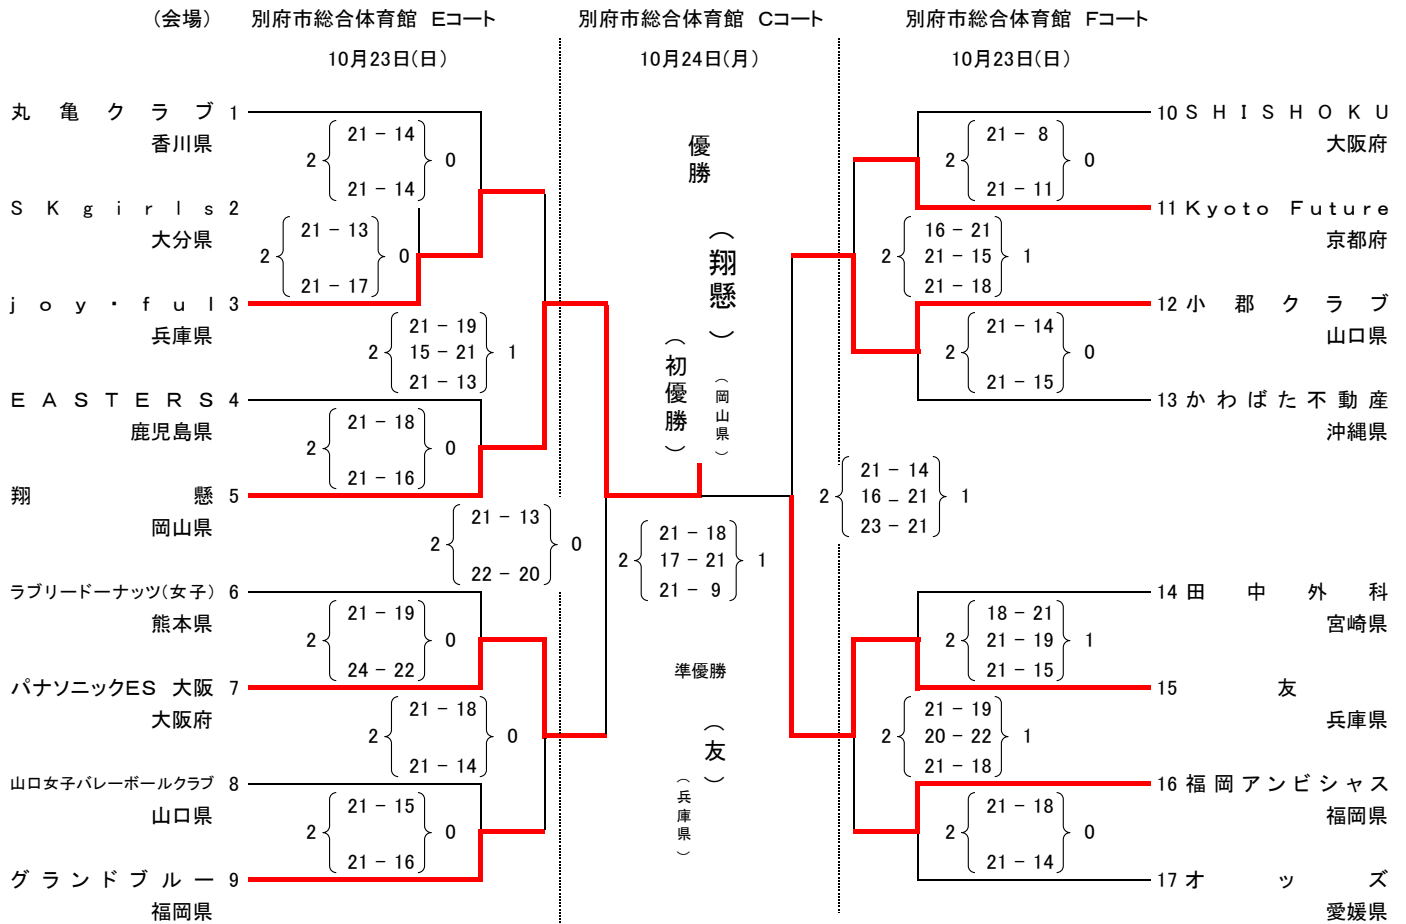 (会場) 別府市総合体育館 Eコート 別府市総合体育館 Cコート 別府市総合体育館 Fコート
10月23日(日) 10月24日(月) 10月23日(日)
丸亀クラブ 1
香川県
21 - 14
2 0
21 - 14
SKgirls 2
大分県
21 - 13
2 0
21 - 17
joy・ful 3
兵庫県
21 - 19
2 15 - 21 1
21 - 13
EASTERS 4
鹿児島県
21 - 18
2 0
21 - 16
翔懸 5
岡山県
21 - 13
2 0
22 - 20
ラブリードーナッツ(女子) 6
熊本県
21 - 19
2 0
24 - 22
パナソニックES 大阪 7
大阪府
21 - 18
2 0
21 - 14
山口女子バレーボールクラブ 8
山口県
21 - 15
2 0
21 - 16
グランドブルー 9
福岡県
優勝
(翔懸)
(岡山県)
(初優勝)
21 - 18
2 17 - 21 1
21 - 9
準優勝
(友)
(兵庫県)
10 SHISHOKU
大阪府
21 - 8
2 0
21 - 11
11 Kyoto Future
京都府
16 - 21
2 21 - 15 1
21 - 18
12 小郡クラブ
山口県
21 - 14
2 0
21 - 15
13 かわばた不動産
沖縄県
21 - 14
2 16 - 21 1
23 - 21
14 田中外科
宮崎県
18 - 21
2 21 - 19 1
21 - 15
15 友
兵庫県
21 - 19
2 20 - 22 1
21 - 18
16 福岡アンビシャス
福岡県
21 - 18
2 0
21 - 14
17 オッズ
愛媛県